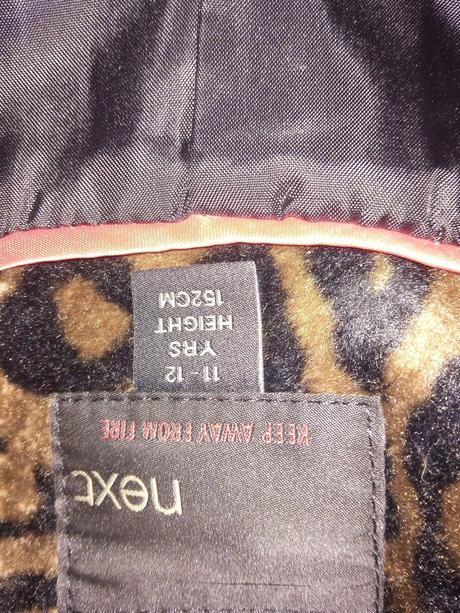 next
KEEP AWAY FROM FIRE
11 - 12
YRS
HEIGHT
152CM